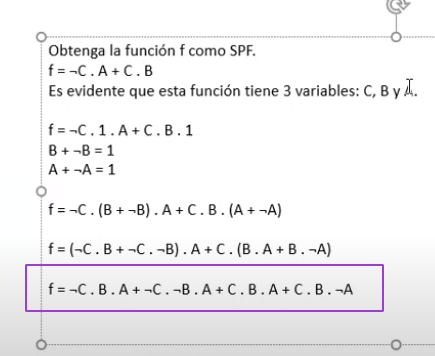 Obtenga la función f como SPF.
f = ¬C . A + C . B
Es evidente que esta función tiene 3 variables: C, B y A.
f = ¬C . 1 . A + C . B . 1
B + ¬B = 1
A + ¬A = 1
f = ¬C . (B + ¬B) . A + C . B . (A + ¬A)
f = (¬C . B + ¬C . ¬B) . A + C . (B . A + B . ¬A)
f = ¬C . B . A + ¬C . ¬B . A + C . B . A + C . B . ¬A